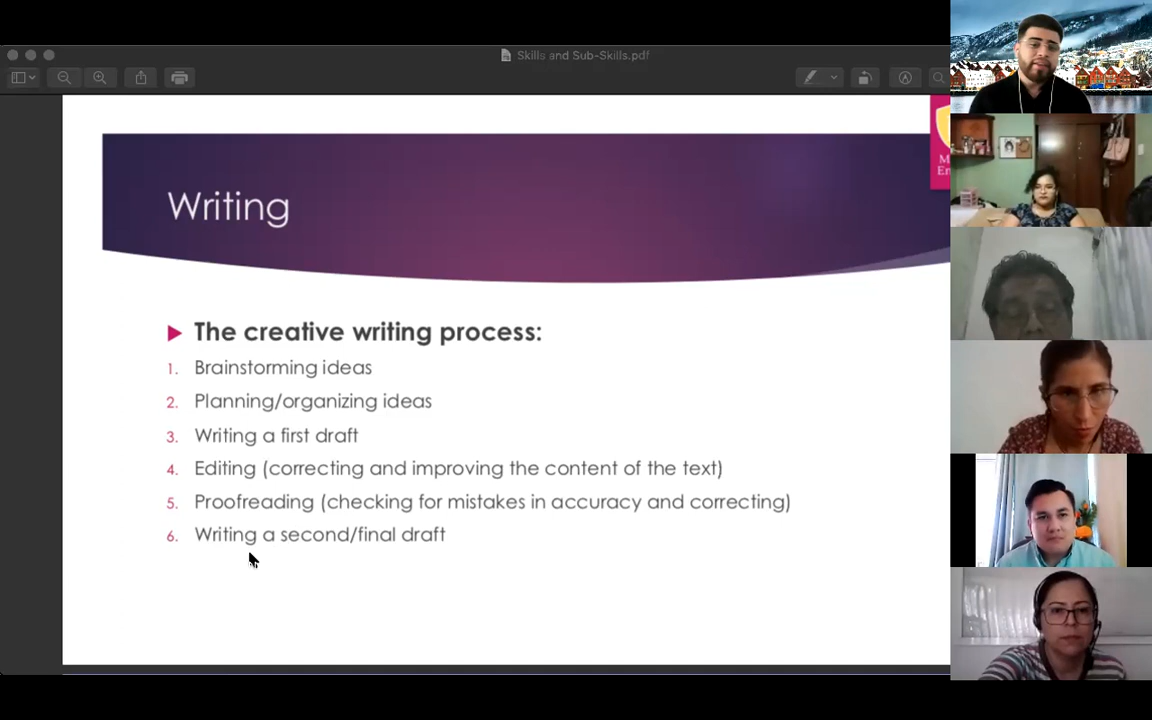 Skills and Sub-Skills.pdf
Writing
The creative writing process:
1. Brainstorming ideas
2. Planning/organizing ideas
3. Writing a first draft
4. Editing (correcting and improving the content of the text)
5. Proofreading (checking for mistakes in accuracy and correcting)
6. Writing a second/final draft